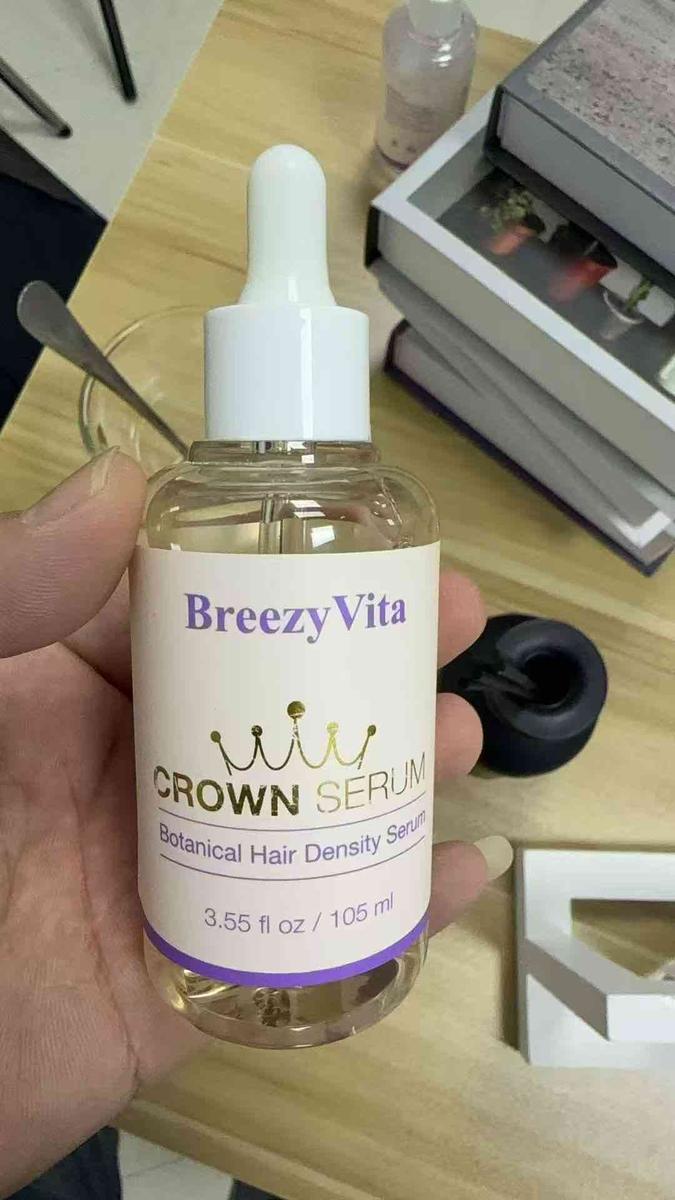 BreezyVita
CROWN SERUM
Botanical Hair Density Serum
3.55 fl oz / 105 ml